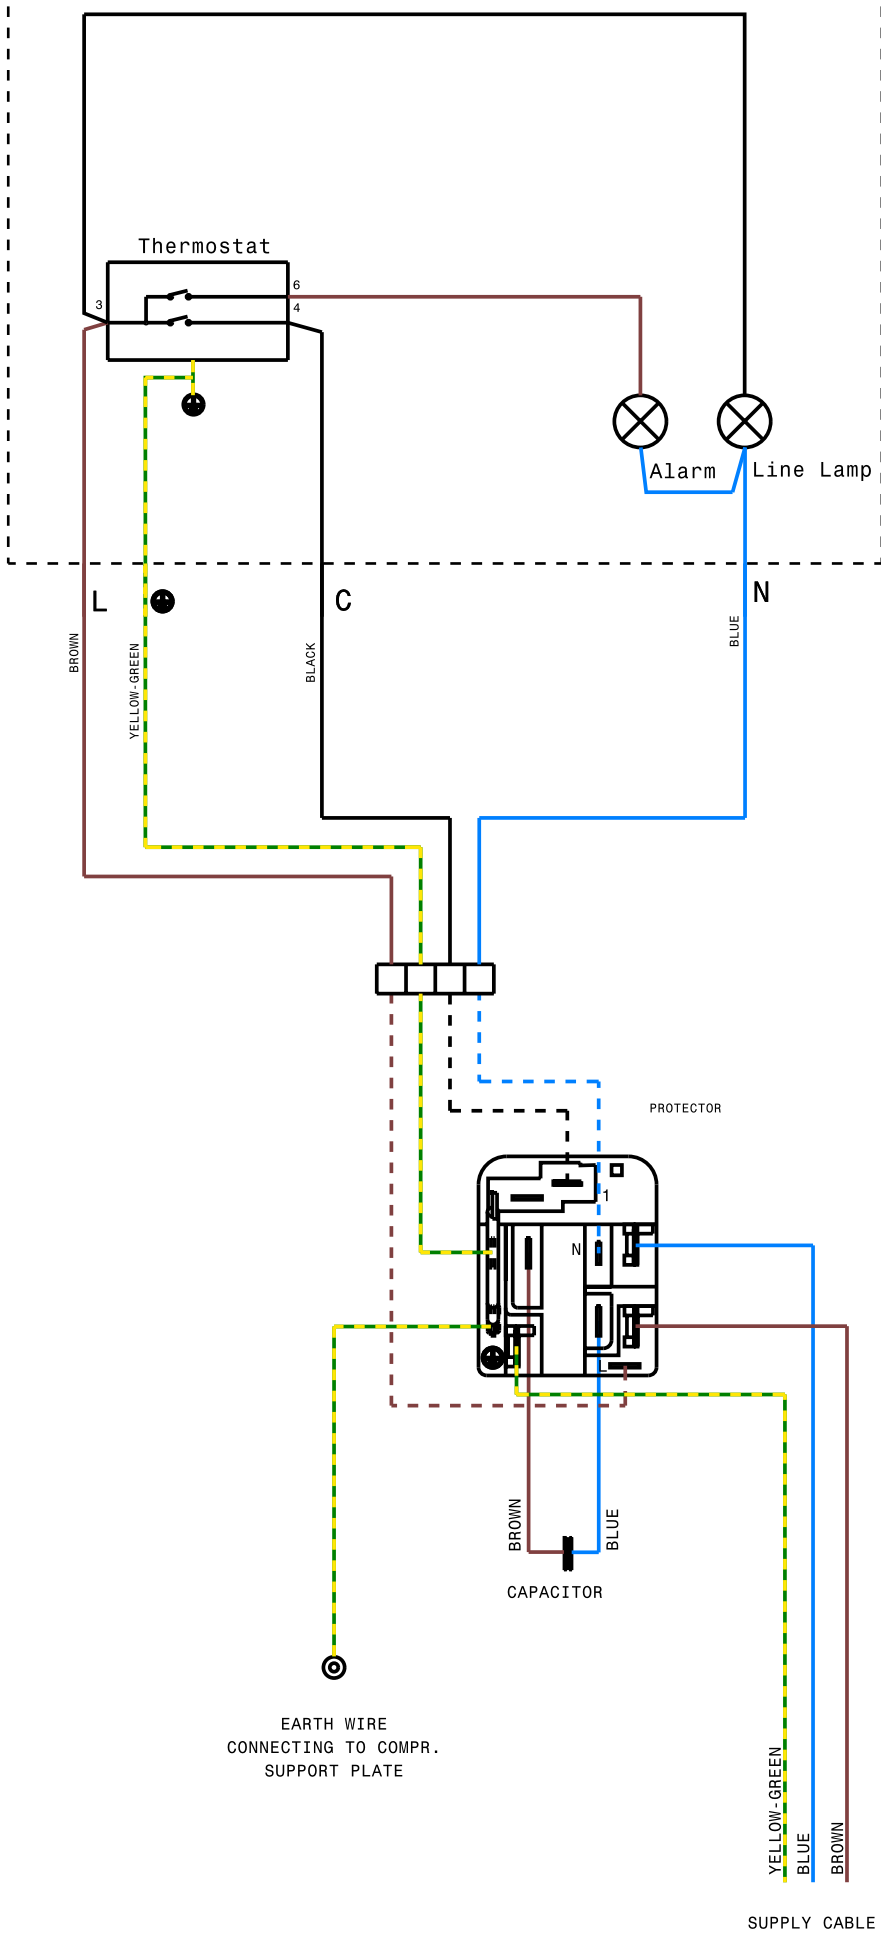 Thermostat
6
3
4
Alarm
Line Lamp
L
C
N
BROWN
YELLOW-GREEN
BLACK
BLUE
PROTECTOR
1
N
L
BROWN
BLUE
CAPACITOR
EARTH WIRE
CONNECTING TO COMPR.
SUPPORT PLATE
YELLOW-GREEN
BLUE
BROWN
SUPPLY CABLE